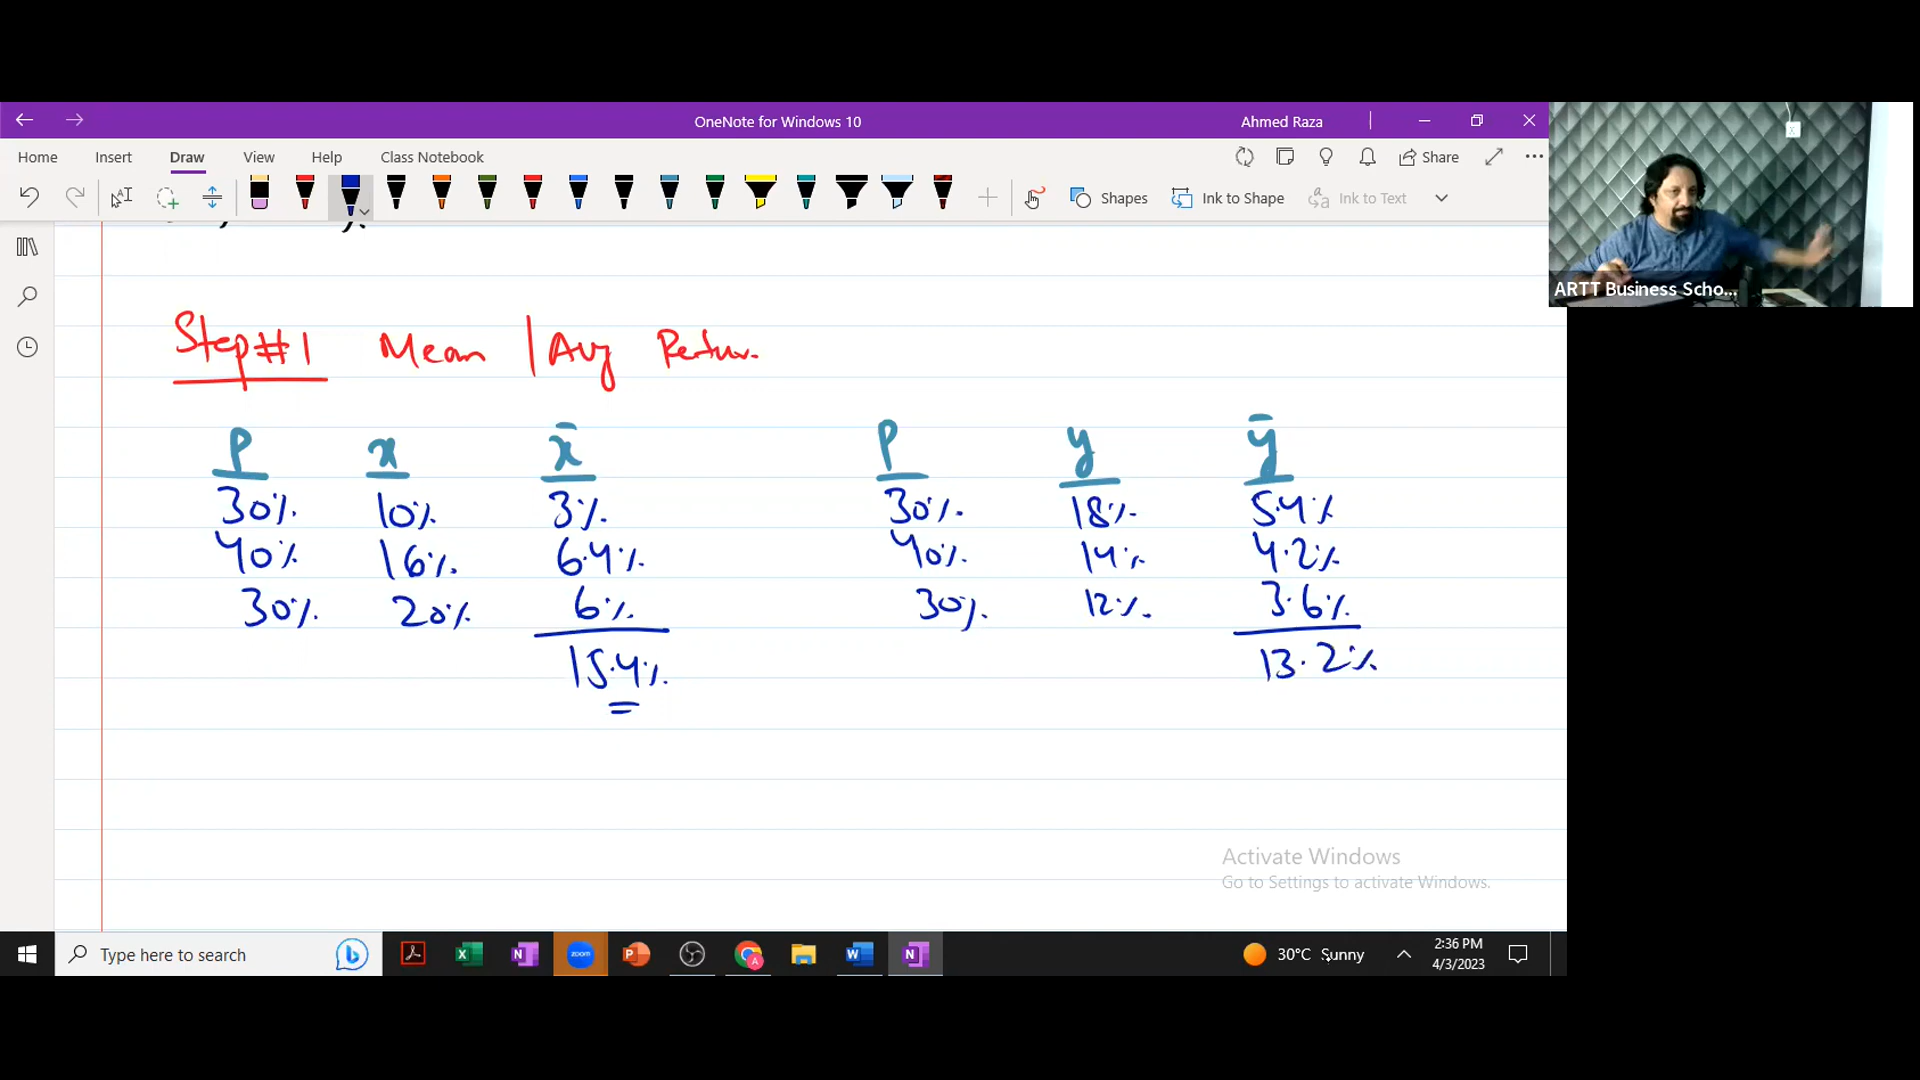 OneNote for Windows 10
Ahmed Raza
Home Insert Draw View Help Class Notebook
Share
Shapes Ink to Shape Ink to Text
ARTT Business Scho...
Step#1 Mean | Avg Return.
P x x̄ P y ȳ
30% 10% 3% 30% 18% 5.4%
40% 16% 6.4% 40% 14% 4.2%
30% 20% 6% 30% 12% 3.6%
15.4% 13.2%
Activate Windows
Go to Settings to activate Windows.
Type here to search
zoom
30°C Sunny
2:36 PM
4/3/2023